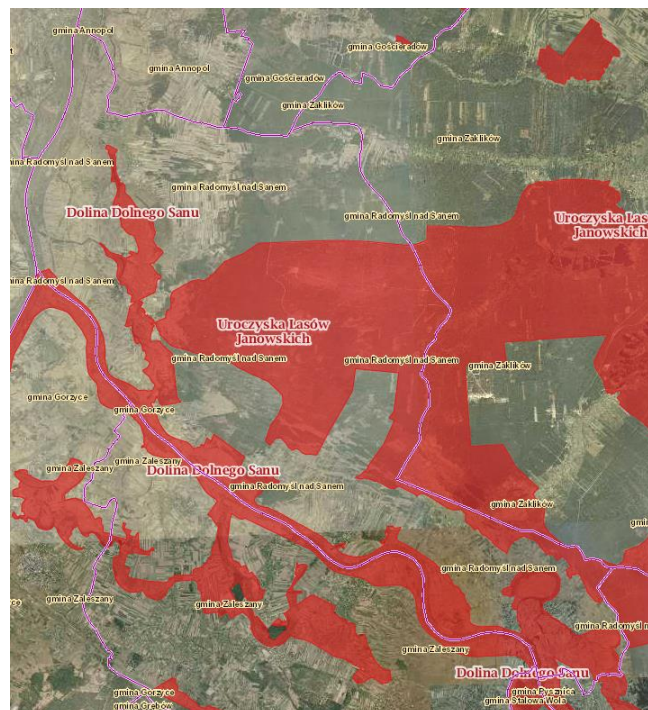 gmina Annopol
gmina Gościeradów
gmina Annopol
gmina Gościeradów
gmina Zaklików
gmina Zaklików
gmina Radomyśl nad Sanem
gmina Radomyśl nad Sanem
Dolina Dolnego Sanu
gmina Radomyśl nad Sanem
Uroczyska Las
Janowskich
gmina Radomyśl nad Sanem
Uroczyska Lasów
Janowskich
gmina Radomyśl nad Sanem
gmina Radomyśl nad Sanem
gmina Zaklików
gmina Gorzyce
gmina Gorzyce
gmina Zaleszany
gmina Zaleszany
Dolina Dolnego Sanu
gmina Radomyśl nad Sanem
gmina Zaklików
gmin
gmina Radomyśl nad Sanem
gmina Zaleszany
gmina Zaleszany
gmina Radomyśl n
gmina Zaleszany
Dolina Dolnego Sanu
gmina Gorzyce
gmina Pysznica
gmina Stalowa Wola
gmina Grębów